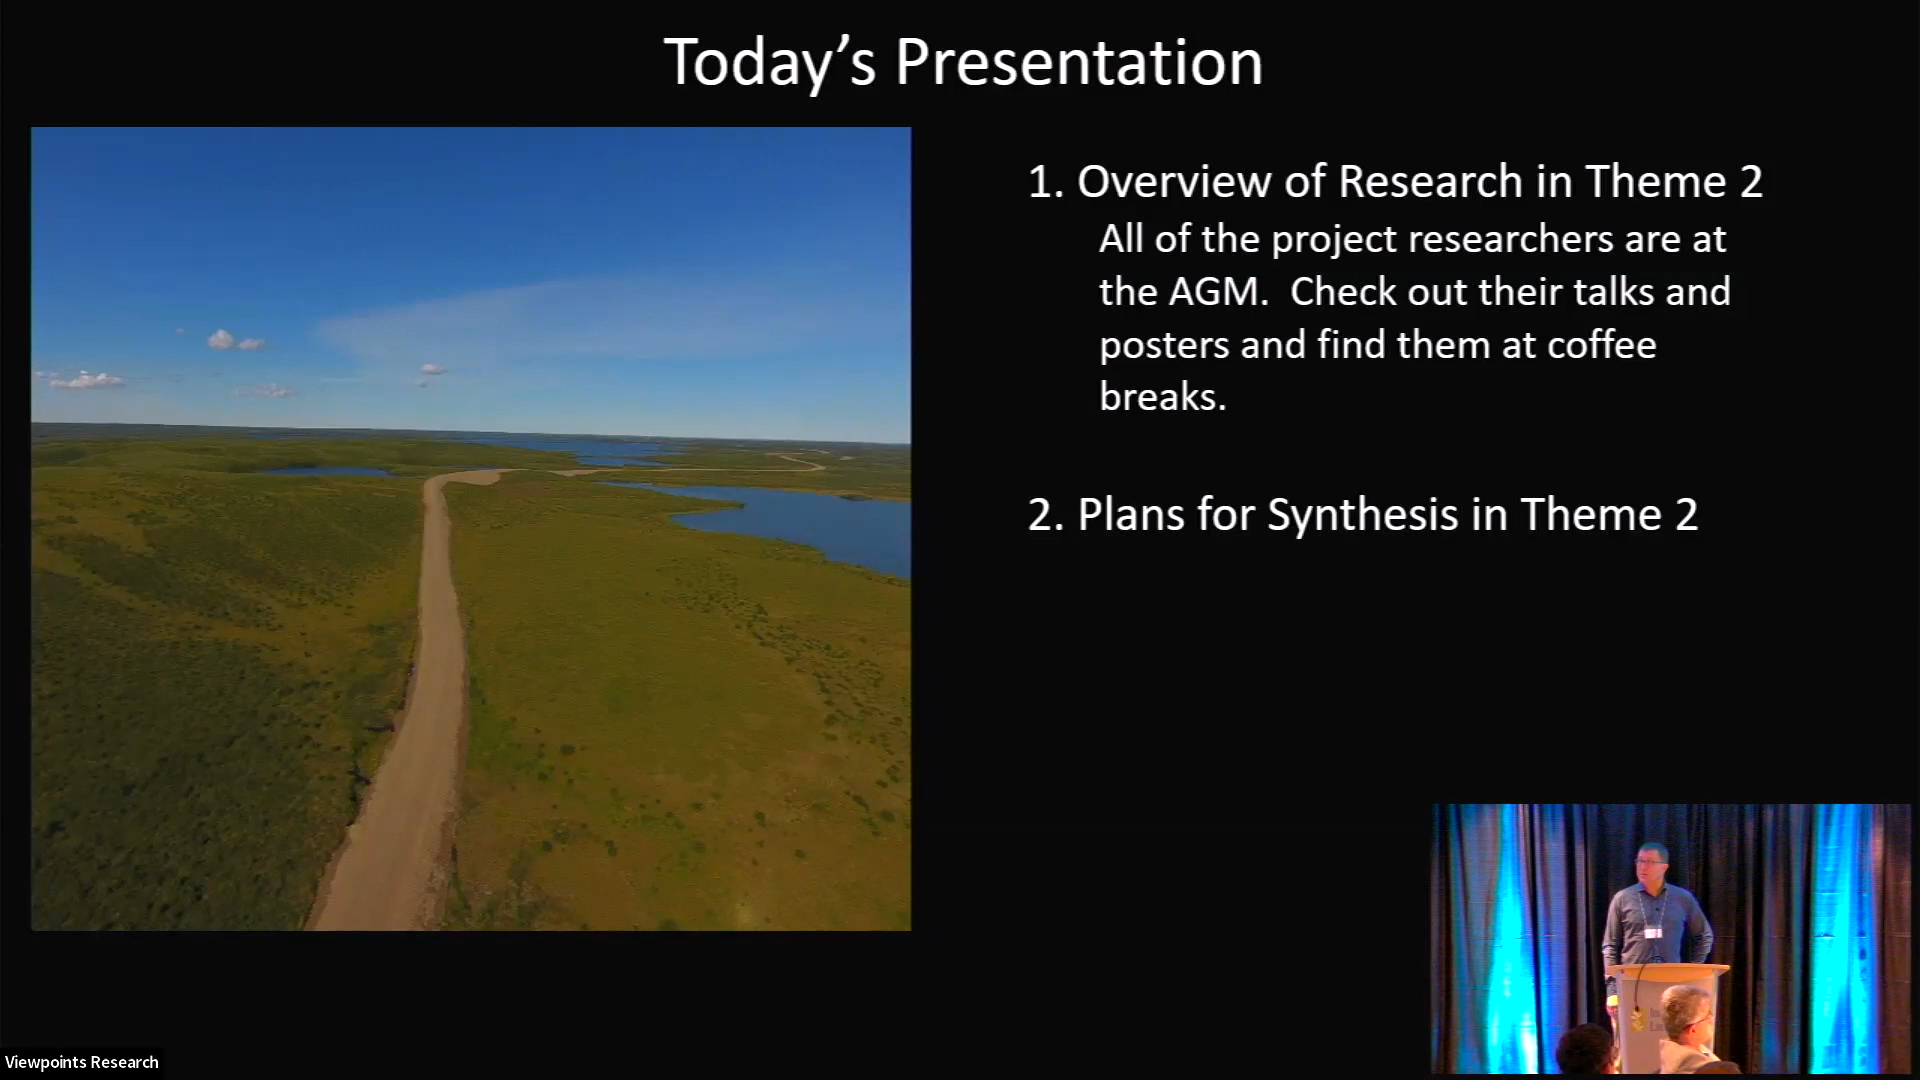 Today's Presentation
1. Overview of Research in Theme 2
All of the project researchers are at
the AGM.  Check out their talks and
posters and find them at coffee
breaks.
2. Plans for Synthesis in Theme 2
Viewpoints Research